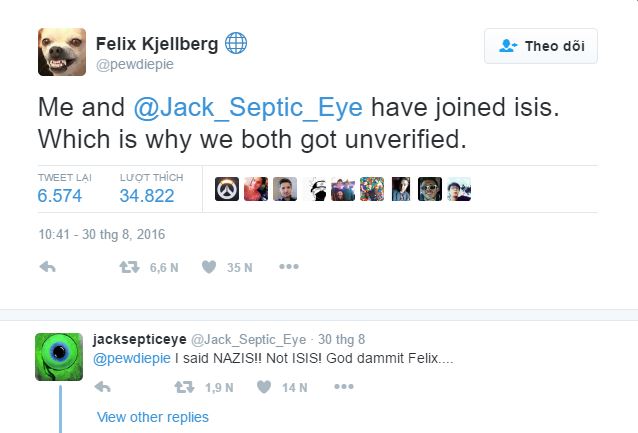 Felix Kjellberg
Theo dõi
@pewdiepie
Me and @Jack_Septic_Eye have joined isis.
Which is why we both got unverified.
TWEET LẠI LƯỢT THÍCH
6.574 34.822
10:41 - 30 thg 8, 2016
6,6 N 35 N
jacksepticeye @Jack_Septic_Eye · 30 thg 8
@pewdiepie I said NAZIS!! Not ISIS! God dammit Felix....
1,9 N 14 N
View other replies